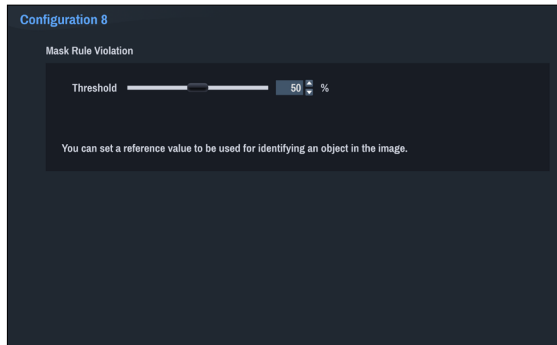 Configuration 8
Mask Rule Violation
Threshold 50 %
You can set a reference value to be used for identifying an object in the image.